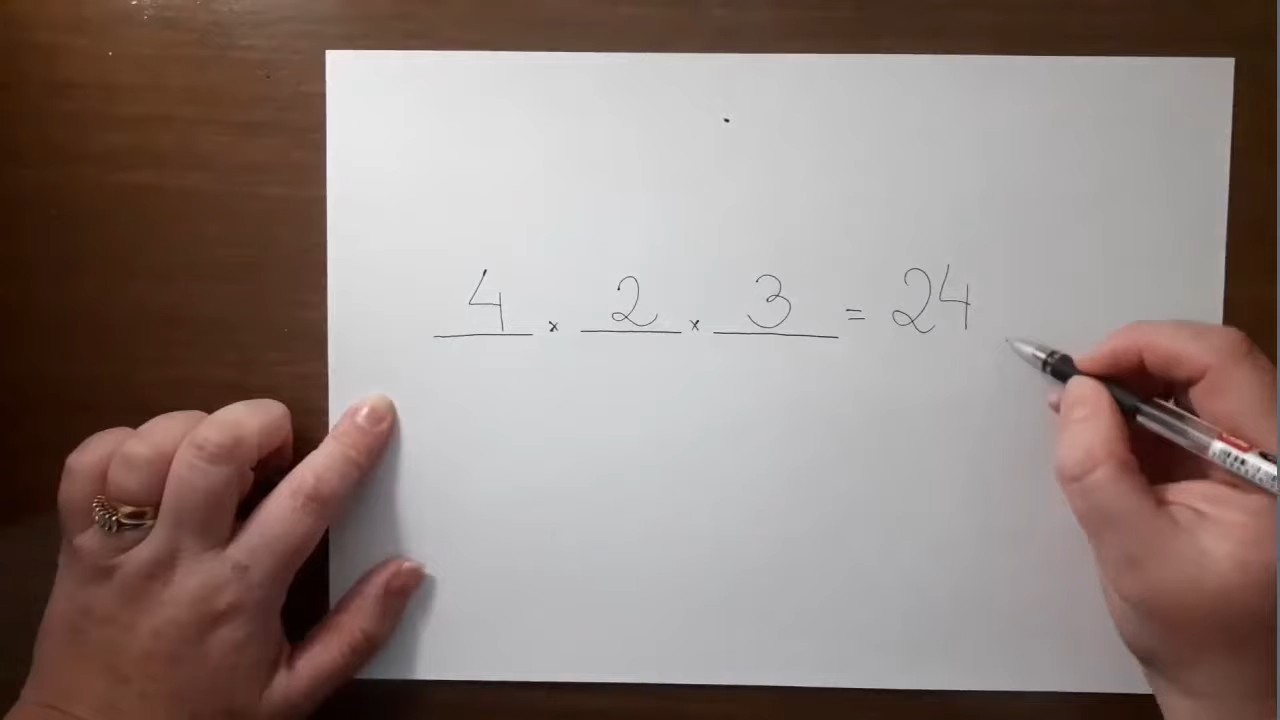 4 × 2 × 3 = 24